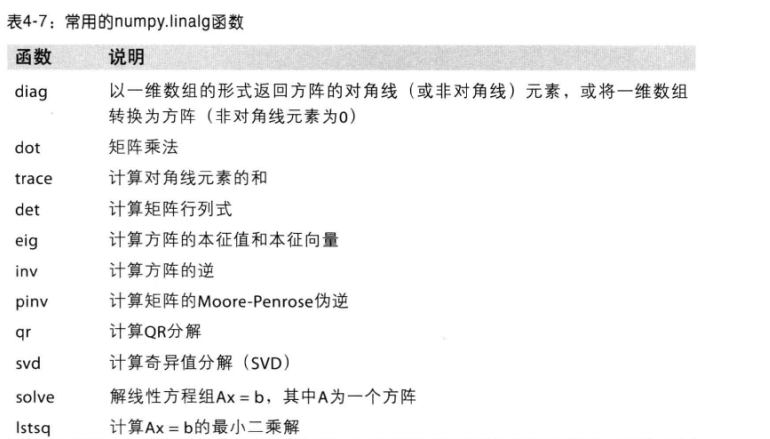 表4-7：常用的numpy.linalg函数
函数 说明
diag 以一维数组的形式返回方阵的对角线（或非对角线）元素，或将一维数组
转换为方阵（非对角线元素为0）
dot 矩阵乘法
trace 计算对角线元素的和
det 计算矩阵行列式
eig 计算方阵的本征值和本征向量
inv 计算方阵的逆
pinv 计算矩阵的Moore-Penrose伪逆
qr 计算QR分解
svd 计算奇异值分解（SVD）
solve 解线性方程组Ax = b，其中A为一个方阵
lstsq 计算Ax = b的最小二乘解